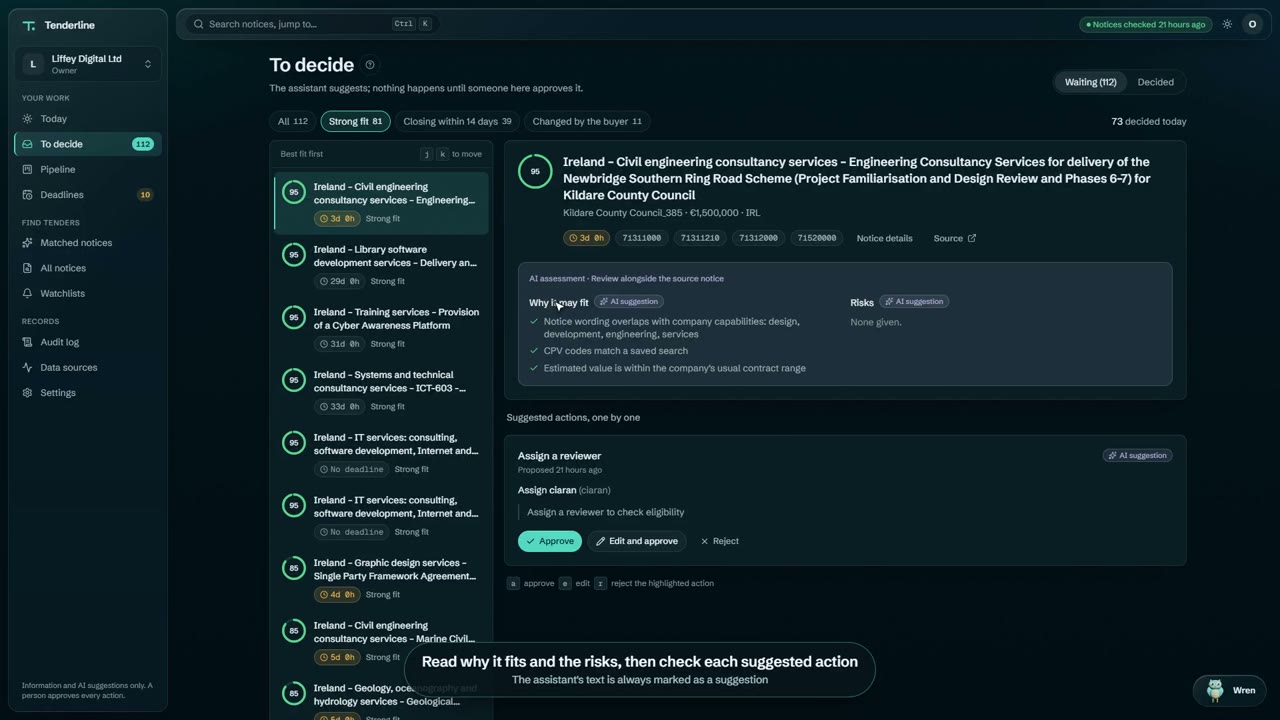 Tenderline
Search notices, jump to...
Ctrl K
Notices checked 21 hours ago
O
L
Liffey Digital Ltd
Owner
YOUR WORK
Today
To decide 112
Pipeline
Deadlines 10
FIND TENDERS
Matched notices
All notices
Watchlists
RECORDS
Audit log
Data sources
Settings
Information and AI suggestions only. A
person approves every action.
To decide
The assistant suggests; nothing happens until someone here approves it.
Waiting (112) Decided
All 112
Strong fit 81
Closing within 14 days 39
Changed by the buyer 11
73 decided today
Best fit first
j k to move
95
Ireland – Civil engineering
consultancy services – Engineering...
3d 0h Strong fit
95
Ireland – Library software
development services – Delivery an...
29d 0h Strong fit
95
Ireland – Training services – Provision
of a Cyber Awareness Platform
31d 0h Strong fit
95
Ireland – Systems and technical
consultancy services – ICT-603 -...
33d 0h Strong fit
95
Ireland – IT services: consulting,
software development, Internet and...
No deadline Strong fit
95
Ireland – IT services: consulting,
software development, Internet and...
No deadline Strong fit
85
Ireland – Graphic design services –
Single Party Framework Agreement...
4d 0h Strong fit
85
Ireland – Civil engineering
consultancy services – Marine Civil...
5d 0h Strong fit
85
Ireland – Geology, oceanography and
hydrology services – Geological...
5d 0h Strong fit
95
Ireland – Civil engineering consultancy services – Engineering Consultancy Services for delivery of the
Newbridge Southern Ring Road Scheme (Project Familiarisation and Design Review and Phases 6-7) for
Kildare County Council
Kildare County Council_385 · €1,500,000 · IRL
3d 0h 71311000 71311210 71312000 71520000 Notice details Source
AI assessment · Review alongside the source notice
Why it may fit AI suggestion
Notice wording overlaps with company capabilities: design,
development, engineering, services
CPV codes match a saved search
Estimated value is within the company's usual contract range
Risks AI suggestion
None given.
Suggested actions, one by one
Assign a reviewer
AI suggestion
Proposed 21 hours ago
Assign ciaran (ciaran)
Assign a reviewer to check eligibility
Approve Edit and approve Reject
a approve e edit r reject the highlighted action
Read why it fits and the risks, then check each suggested action
The assistant's text is always marked as a suggestion
Wren